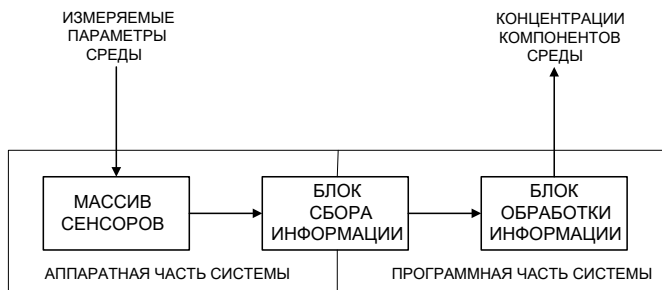 ИЗМЕРЯЕМЫЕ
ПАРАМЕТРЫ
СРЕДЫ
КОНЦЕНТРАЦИИ
КОМПОНЕНТОВ
СРЕДЫ
МАССИВ
СЕНСОРОВ
БЛОК
СБОРА
ИНФОРМАЦИИ
БЛОК
ОБРАБОТКИ
ИНФОРМАЦИИ
АППАРАТНАЯ ЧАСТЬ СИСТЕМЫ
ПРОГРАММНАЯ ЧАСТЬ СИСТЕМЫ